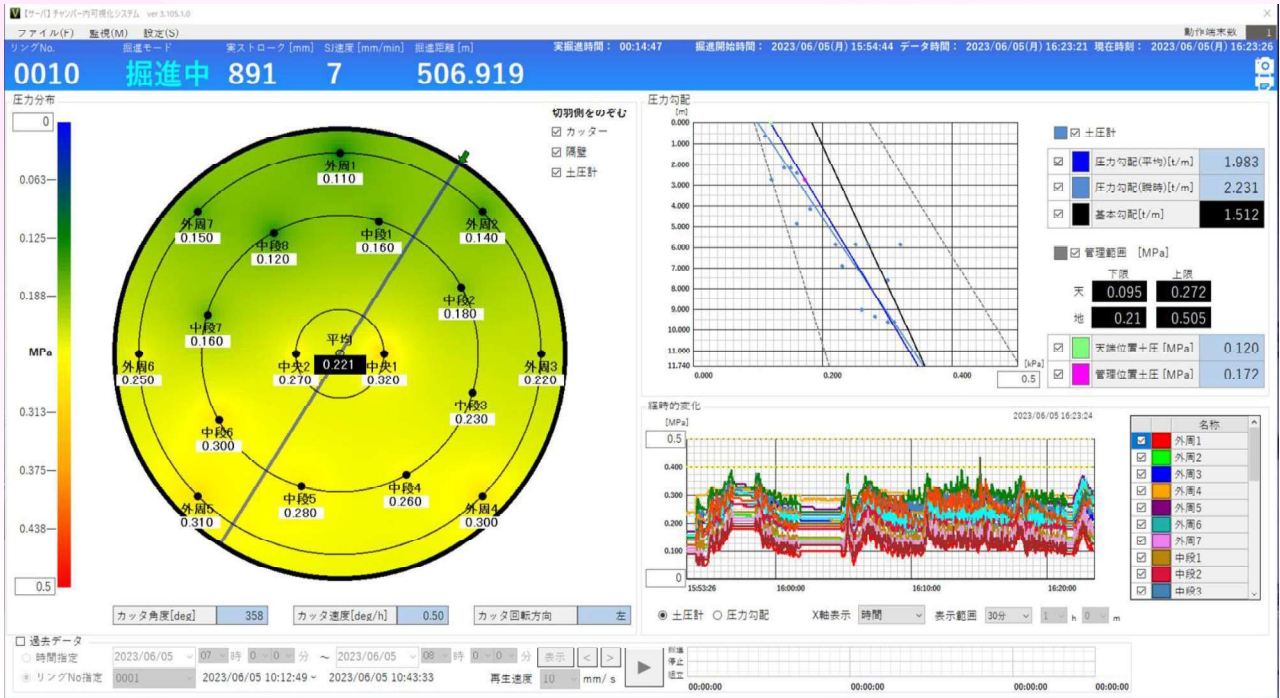 【サーバ】チャンバー内可視化システム ver 3.105.1.0
ファイル(F) 監視(M) 設定(S)
動作端末数 1
リングNo. 掘進モード 実ストローク [mm] SJ速度 [mm/min] 掘進距離 [m]
実掘進時間： 00:14:47 掘進開始時間： 2023/06/05(月) 15:54:44 データ時間： 2023/06/05(月) 16:23:21 現在時刻： 2023/06/05(月) 16:23:26
0010 掘進中 891 7 506.919
圧力分布
0
0.063
0.125
0.188
MPa
0.313
0.375
0.438
0.5
切羽側をのぞむ
カッター
隔壁
土圧計
外周1
0.110
外周7
0.150
外周2
0.140
中段8
0.120
中段1
0.160
中段2
0.180
中段7
0.160
平均
0.221
外周6
0.250
中央2
0.270
中央1
0.320
外周3
0.220
中段3
0.230
中段6
0.300
中段5
0.280
中段4
0.260
外周5
0.310
外周4
0.300
カッタ角度[deg] 358
カッタ速度[deg/h] 0.50
カッタ回転方向 左
圧力勾配
[m]
0.000
1.000
2.000
3.000
4.000
5.000
6.000
7.000
8.000
9.000
10.000
11.000
11.740
0.000 0.200 0.400
[kPa]
0.5
土圧計
圧力勾配(平均)[t/m] 1.983
圧力勾配(瞬時)[t/m] 2.231
基本勾配[t/m] 1.512
管理範囲 [MPa]
下限 上限
天 0.095 0.272
地 0.21 0.505
天端位置土圧 [MPa] 0.120
管理位置土圧 [MPa] 0.172
経時的変化
2023/06/05 16:23:24
[MPa]
0.5
0.400
0.300
0.200
0.100
0
15:53:26 16:00:00 16:10:00 16:20:00
名称
外周1
外周2
外周3
外周4
外周5
外周6
外周7
中段1
中段2
中段3
土圧計 圧力勾配 X軸表示 時間 表示範囲 30分 1 h 0 m
過去データ
時間指定 2023/06/05 07 時 0 0 分 ～ 2023/06/05 08 時 0 0 分 表示 < >
リングNo指定 0001 2023/06/05 10:12:49 ～ 2023/06/05 10:43:33 再生速度 10 mm/ s
掘進
停止
組立
00:00:00 00:00:00 00:00:00 00:00:00